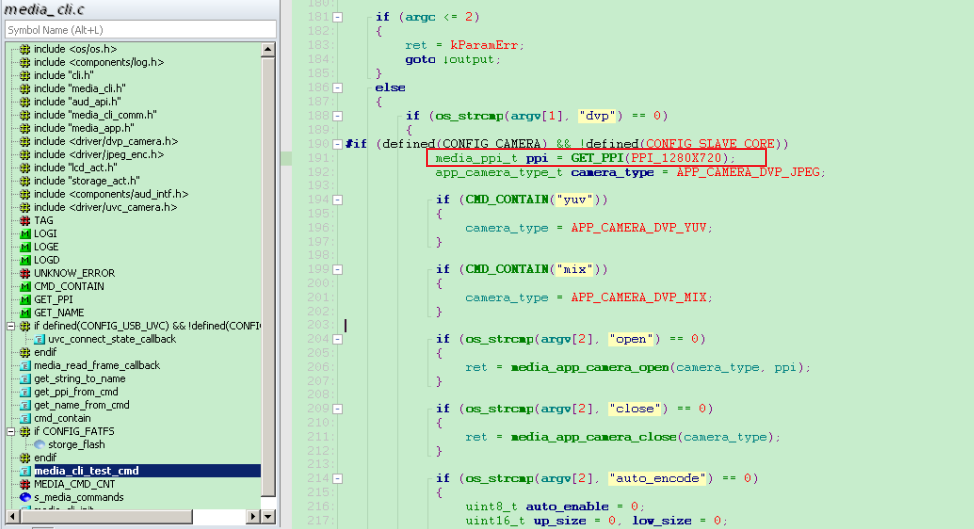 media_cli.c
Symbol Name (Alt+L)
include <os/os.h>
include <components/log.h>
include "cli.h"
include "media_cli.h"
include "aud_api.h"
include "media_cli_comm.h"
include "media_app.h"
include <driver/dvp_camera.h>
include <driver/jpeg_enc.h>
include "lcd_act.h"
include "storage_act.h"
include <components/aud_intf.h>
include <driver/uvc_camera.h>
TAG
LOGI
LOGE
LOGD
UNKNOW_ERROR
CMD_CONTAIN
GET_PPI
GET_NAME
if defined(CONFIG_USB_UVC) && !defined(CONFI
uvc_connect_state_callback
endif
media_read_frame_callback
get_string_to_name
get_ppi_from_cmd
get_name_from_cmd
cmd_contain
if CONFIG_FATFS
storge_flash
endif
media_cli_test_cmd
MEDIA_CMD_CNT
s_media_commands
180:
181: if (argc <= 2)
182: {
183: ret = kParamErr;
184: goto ↓output;
185: }
186: else
187: {
188: if (os_strcmp(argv[1], "dvp") == 0)
189: {
190: #if (defined(CONFIG_CAMERA) && !defined(CONFIG_SLAVE_CORE))
191: media_ppi_t ppi = GET_PPI(PPI_1280X720);
192: app_camera_type_t camera_type = APP_CAMERA_DVP_JPEG;
193:
194: if (CMD_CONTAIN("yuv"))
195: {
196: camera_type = APP_CAMERA_DVP_YUV;
197: }
198:
199: if (CMD_CONTAIN("mix"))
200: {
201: camera_type = APP_CAMERA_DVP_MIX;
202: }
203:
204: if (os_strcmp(argv[2], "open") == 0)
205: {
206: ret = media_app_camera_open(camera_type, ppi);
207: }
208:
209: if (os_strcmp(argv[2], "close") == 0)
210: {
211: ret = media_app_camera_close(camera_type);
212: }
213:
214: if (os_strcmp(argv[2], "auto_encode") == 0)
215: {
216: uint8_t auto_enable = 0;
217: uint16_t up_size = 0, low_size = 0;